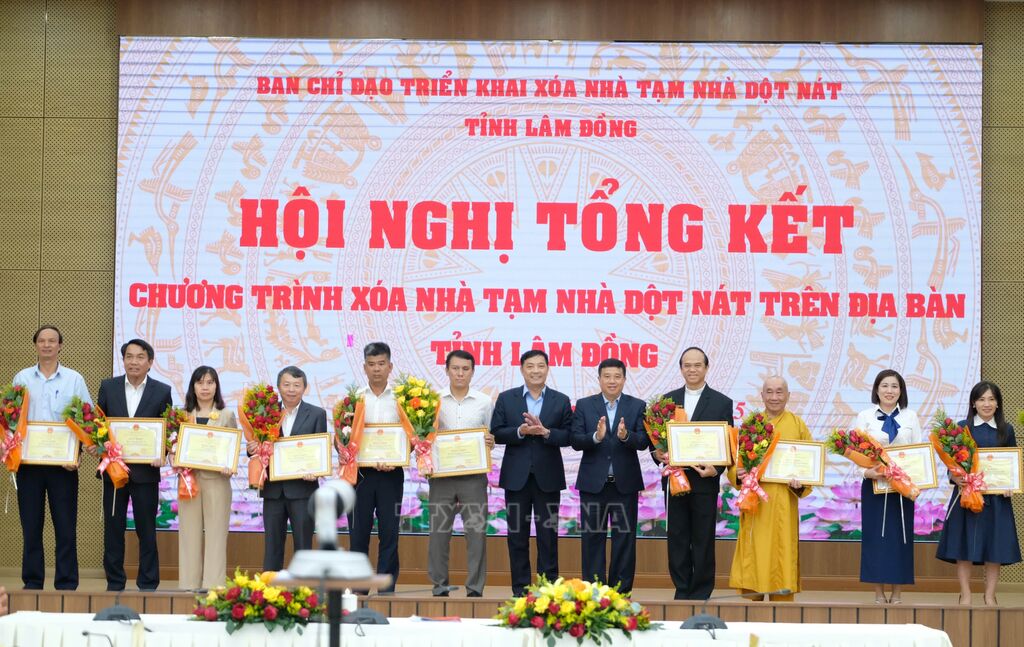 BAN CHỈ ĐẠO TRIỂN KHAI XÓA NHÀ TẠM NHÀ DỘT NÁT
TỈNH LÂM ĐỒNG
HỘI NGHỊ TỔNG KẾT
CHƯƠNG TRÌNH XÓA NHÀ TẠM NHÀ DỘT NÁT TRÊN ĐỊA BÀN
TỈNH LÂM ĐỒNG